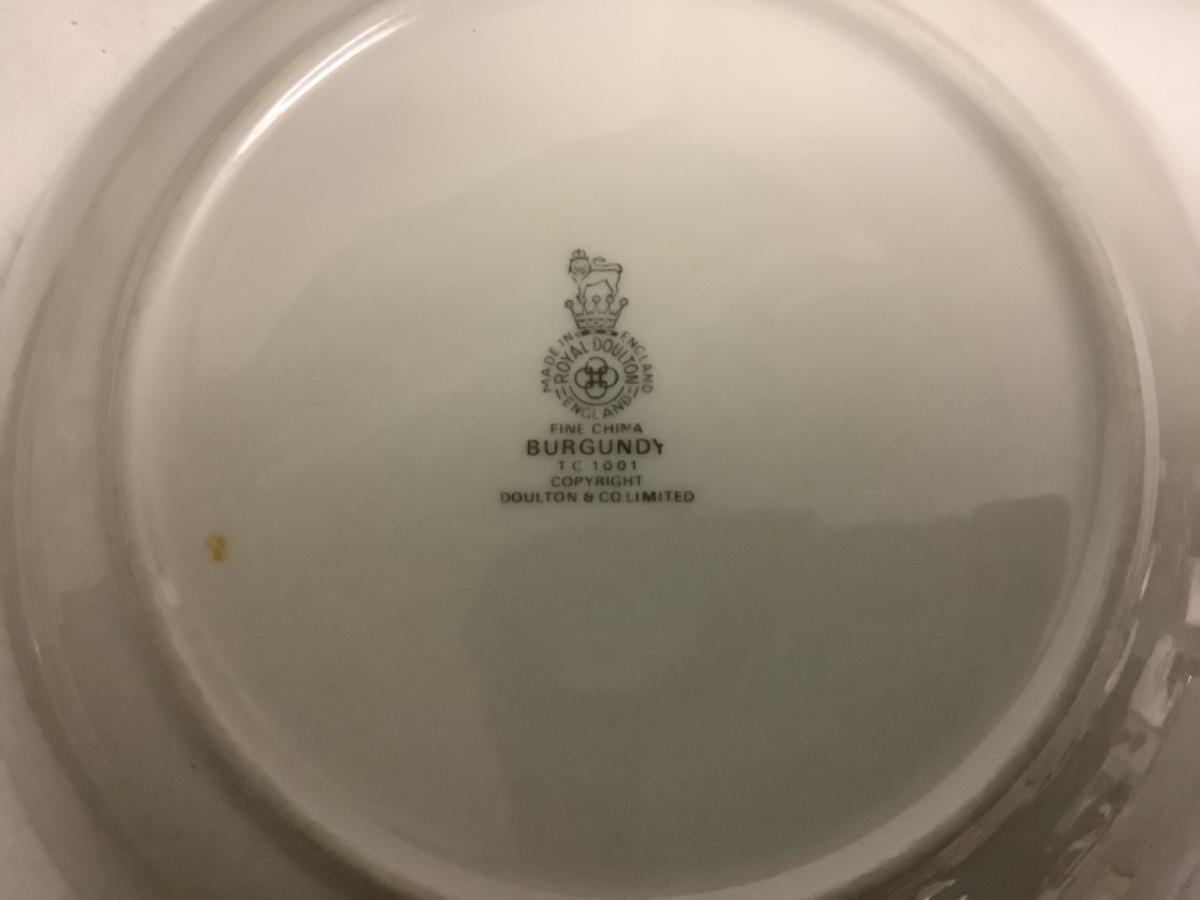 MADE IN ENGLAND
ROYAL DOULTON
ENGLAND
FINE CHINA
BURGUNDY
TC 1001
COPYRIGHT
DOULTON & CO LIMITED